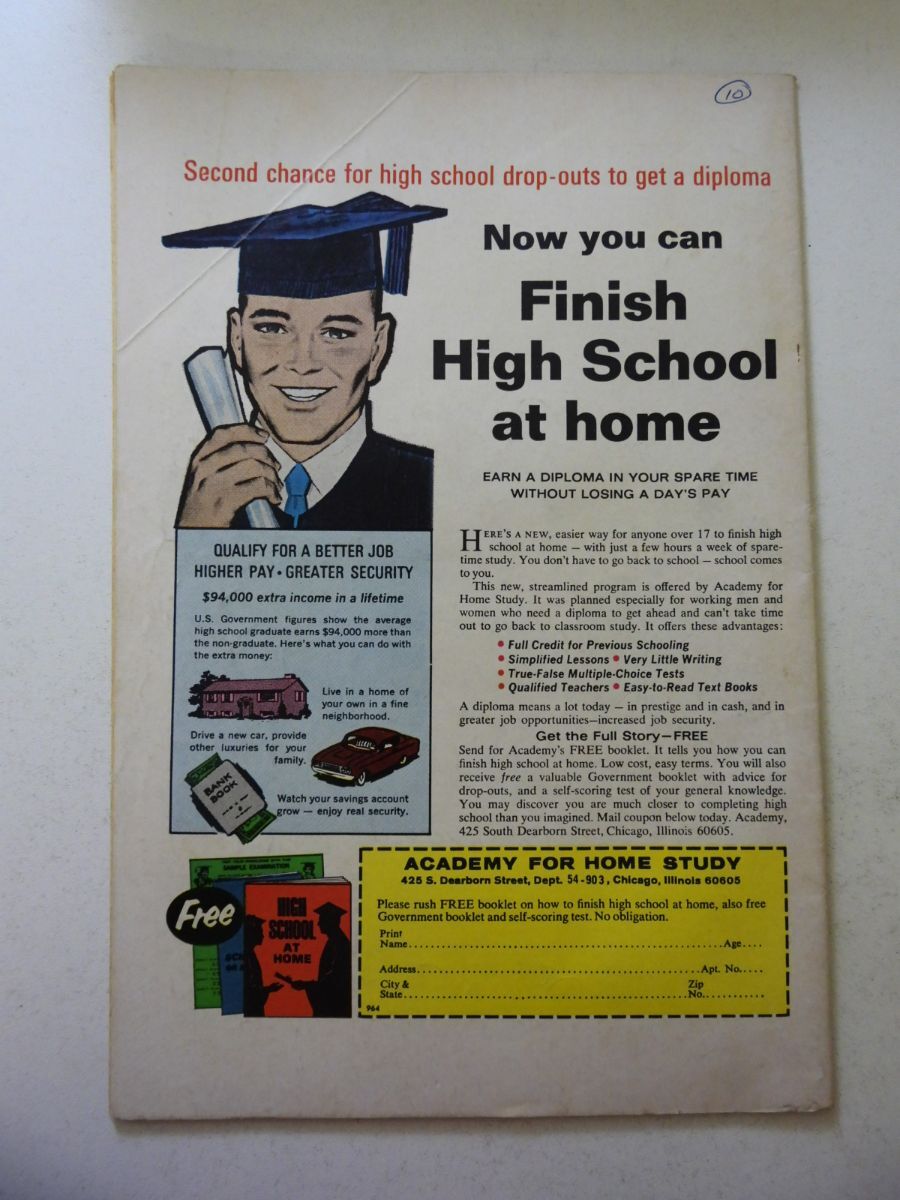 10
Second chance for high school drop-outs to get a diploma
Now you can
Finish
High School
at home
EARN A DIPLOMA IN YOUR SPARE TIME
WITHOUT LOSING A DAY'S PAY
QUALIFY FOR A BETTER JOB
HIGHER PAY • GREATER SECURITY
$94,000 extra income in a lifetime
U.S. Government figures show the average
high school graduate earns $94,000 more than
the non-graduate. Here's what you can do with
the extra money:
Live in a home of
your own in a fine
neighborhood.
Drive a new car, provide
other luxuries for your
family.
BANK
BOOK
Watch your savings account
grow — enjoy real security.
HERE'S A NEW, easier way for anyone over 17 to finish high
school at home — with just a few hours a week of spare-
time study. You don't have to go back to school — school comes
to you.
This new, streamlined program is offered by Academy for
Home Study. It was planned especially for working men and
women who need a diploma to get ahead and can't take time
out to go back to classroom study. It offers these advantages:
• Full Credit for Previous Schooling
• Simplified Lessons • Very Little Writing
• True-False Multiple-Choice Tests
• Qualified Teachers • Easy-to-Read Text Books
A diploma means a lot today — in prestige and in cash, and in
greater job opportunities—increased job security.
Get the Full Story—FREE
Send for Academy's FREE booklet. It tells you how you can
finish high school at home. Low cost, easy terms. You will also
receive free a valuable Government booklet with advice for
drop-outs, and a self-scoring test of your general knowledge.
You may discover you are much closer to completing high
school than you imagined. Mail coupon below today. Academy,
425 South Dearborn Street, Chicago, Illinois 60605.
SAMPLE EXAMINATION
Free
HIGH
SCHOOL
AT
HOME
ACADEMY FOR HOME STUDY
425 S. Dearborn Street, Dept. 54-903, Chicago, Illinois 60605
Please rush FREE booklet on how to finish high school at home, also free
Government booklet and self-scoring test. No obligation.
Print
Name.....Age....
Address.....Apt. No.....
City & Zip
State.....No.....
964